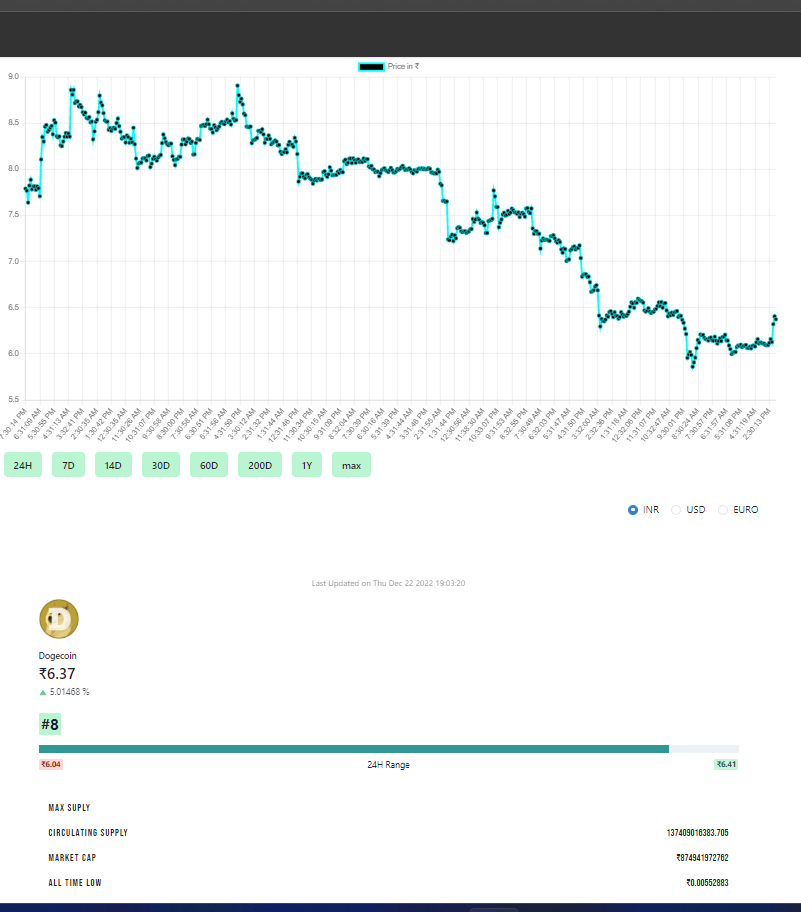 Price in ₹
9.0
8.5
8.0
7.5
7.0
6.5
6.0
5.5
7:30:14 PM
6:31:09 AM
5:30:55 PM
4:31:13 AM
3:32:41 PM
2:30:35 AM
1:30:42 PM
12:30:35 AM
11:30:26 AM
10:31:07 PM
9:30:58 AM
8:30:00 PM
7:30:58 AM
6:30:51 PM
5:31:56 AM
4:31:50 PM
3:30:12 AM
2:31:32 PM
1:31:44 AM
12:31:46 PM
11:30:34 PM
10:30:16 AM
9:31:09 PM
8:32:04 AM
7:30:39 PM
6:30:16 AM
5:31:39 PM
4:31:44 AM
3:31:46 PM
2:31:55 AM
1:31:44 PM
12:30:56 AM
11:38:30 AM
10:33:07 PM
9:31:53 AM
6:32:55 PM
7:30:49 AM
6:32:03 PM
5:31:47 AM
4:31:50 PM
3:32:00 AM
2:32:36 PM
1:31:18 AM
12:32:06 PM
11:31:07 PM
10:32:47 AM
9:30:01 PM
8:30:24 AM
7:30:57 PM
6:31:57 AM
5:31:06 PM
4:31:19 AM
2:30:13 PM
24H 7D 14D 30D 60D 200D 1Y max
INR USD EURO
Last Updated on Thu Dec 22 2022 19:03:20
Dogecoin
₹6.37
5.01468 %
#8
₹6.04 24H Range ₹6.41
MAX SUPLY
CIRCULATING SUPPLY 137409016383.705
MARKET CAP ₹874941972762
ALL TIME LOW ₹0.00552883